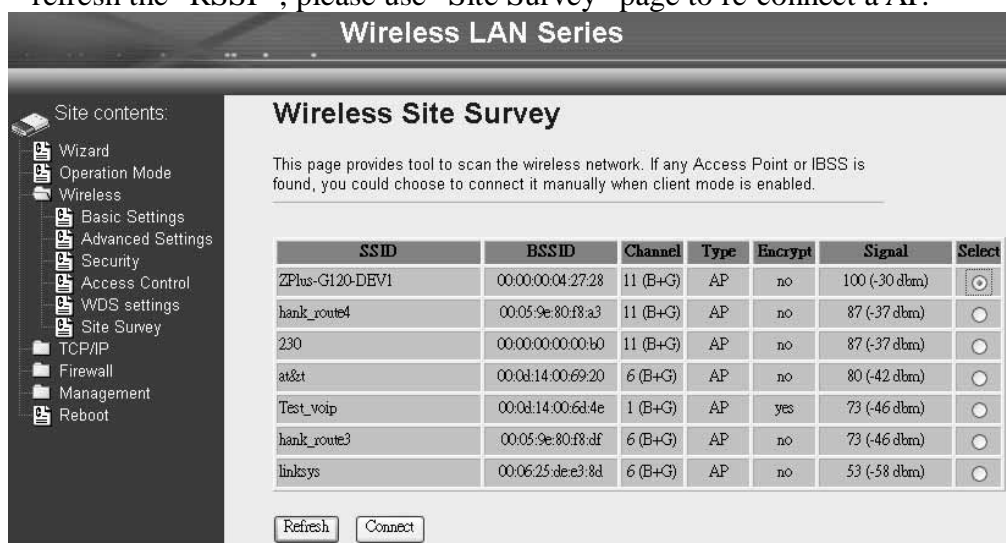 refresh the "RSSI", please use "Site Survey" page to re-connect a AP.
Wireless LAN Series
Site contents:
Wizard
Operation Mode
Wireless
Basic Settings
Advanced Settings
Security
Access Control
WDS settings
Site Survey
TCP/IP
Firewall
Management
Reboot
Wireless Site Survey
This page provides tool to scan the wireless network. If any Access Point or IBSS is
found, you could choose to connect it manually when client mode is enabled.
SSID BSSID Channel Type Encrypt Signal Select
ZPlus-G120-DEV1 00:00:00:04:27:28 11 (B+G) AP no 100 (-30 dbm)
hank_route4 00:05:9e:80:f8:a3 11 (B+G) AP no 87 (-37 dbm)
230 00:00:00:00:00:b0 11 (B+G) AP no 87 (-37 dbm)
at&t 00:0d:14:00:69:20 6 (B+G) AP no 80 (-42 dbm)
Test_voip 00:0d:14:00:6d:4e 1 (B+G) AP yes 73 (-46 dbm)
hank_route3 00:05:9e:80:f8:df 6 (B+G) AP no 73 (-46 dbm)
linksys 00:06:25:de:e3:8d 6 (B+G) AP no 53 (-58 dbm)
Refresh Connect